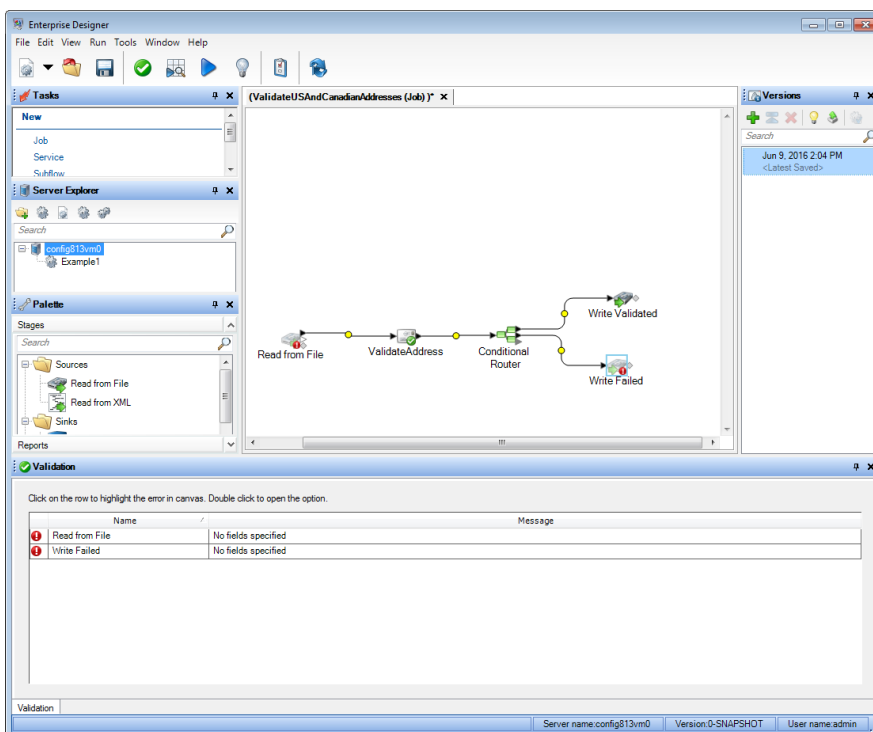 Enterprise Designer
File Edit View Run Tools Window Help
Tasks
New
Job
Service
Subflow
Server Explorer
Search
config813vm0
Example1
Palette
Stages
Search
Sources
Read from File
Read from XML
Sinks
Reports
(ValidateUSAndCanadianAddresses (Job) )* x
Read from File
ValidateAddress
Conditional
Router
Write Validated
Write Failed
Versions
Search
Jun 9, 2016 2:04 PM
<Latest Saved>
Validation
Click on the row to highlight the error in canvas. Double click to open the option.
Name Message
Read from File No fields specified
Write Failed No fields specified
Validation
Server name:config813vm0 Version:0-SNAPSHOT User name:admin